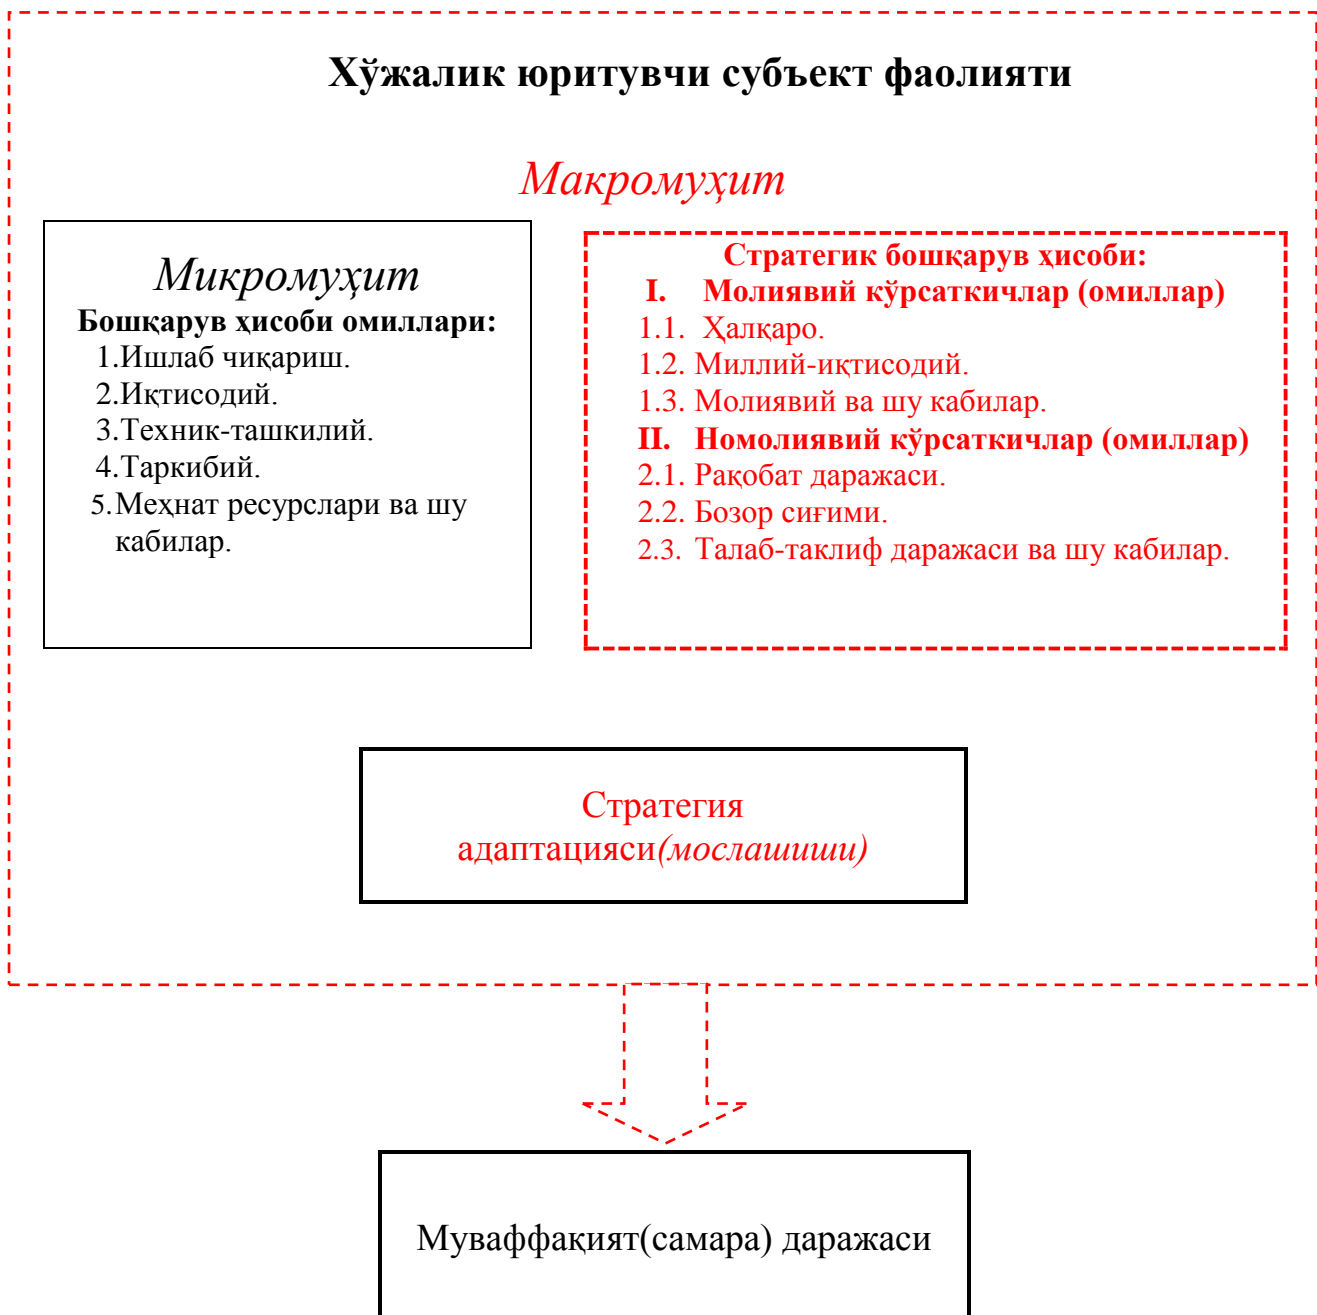 Хўжалик юритувчи субъект фаолияти
Макромуҳит
Микромуҳит
Бошқарув ҳисоби омиллари:
1.Ишлаб чиқариш.
2.Иқтисодий.
3.Техник-ташкилий.
4.Таркибий.
5.Меҳнат ресурслари ва шу
кабилар.
Стратегик бошқарув ҳисоби:
I. Молиявий кўрсаткичлар (омиллар)
1.1. Ҳалқаро.
1.2. Миллий-иқтисодий.
1.3. Молиявий ва шу кабилар.
II. Номолиявий кўрсаткичлар (омиллар)
2.1. Рақобат даражаси.
2.2. Бозор сиғими.
2.3. Талаб-таклиф даражаси ва шу кабилар.
Стратегия
адаптацияси(мослашиши)
Муваффақият(самара) даражаси